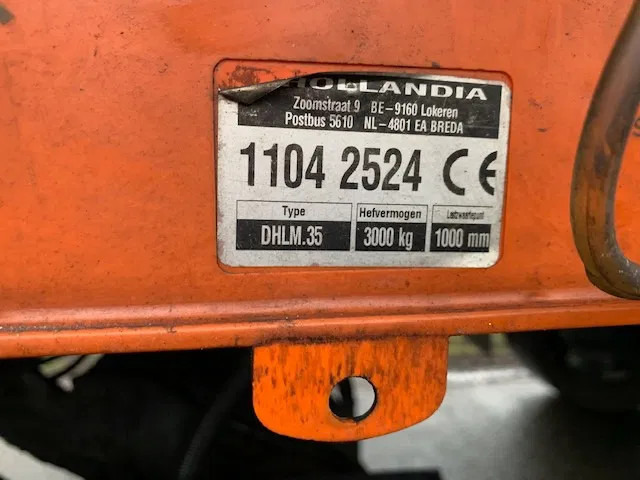 HOLLANDIA
Zoomstraat 9 BE-9160 Lokeren
Postbus 5610 NL-4801 EA BREDA
1104 2524 CE
Type Hefvermogen
DHLM.35 3000 kg 1000 mm